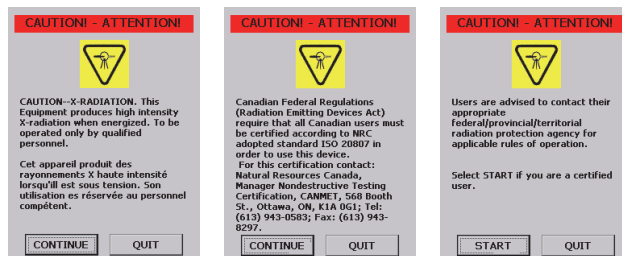 CAUTION! - ATTENTION!
CAUTION--X-RADIATION. This
Equipment produces high intensity
X-radiation when energized. To be
operated only by qualified
personnel.
Cet appareil produit des
rayonnements X haute intensité
lorsqu'ill est sous tension. Son
utilisation es réservée au personnel
compétent.
CONTINUE
QUIT
CAUTION! - ATTENTION!
Canadian Federal Regulations
(Radiation Emitting Devices Act)
require that all Canadian users must
be certified according to NRC
adopted standard ISO 20807 in
order to use this device.
For this certification contact:
Natural Resources Canada,
Manager Nondestructive Testing
Certification, CANMET, 568 Booth
St., Ottawa, ON, K1A 0G1; Tel:
(613) 943-0583; Fax: (613) 943-
8297.
CONTINUE
QUIT
CAUTION! - ATTENTION!
Users are advised to contact their
appropriate
federal/provincial/territorial
radiation protection agency for
applicable rules of operation.
Select START if you are a certified
user.
START
QUIT